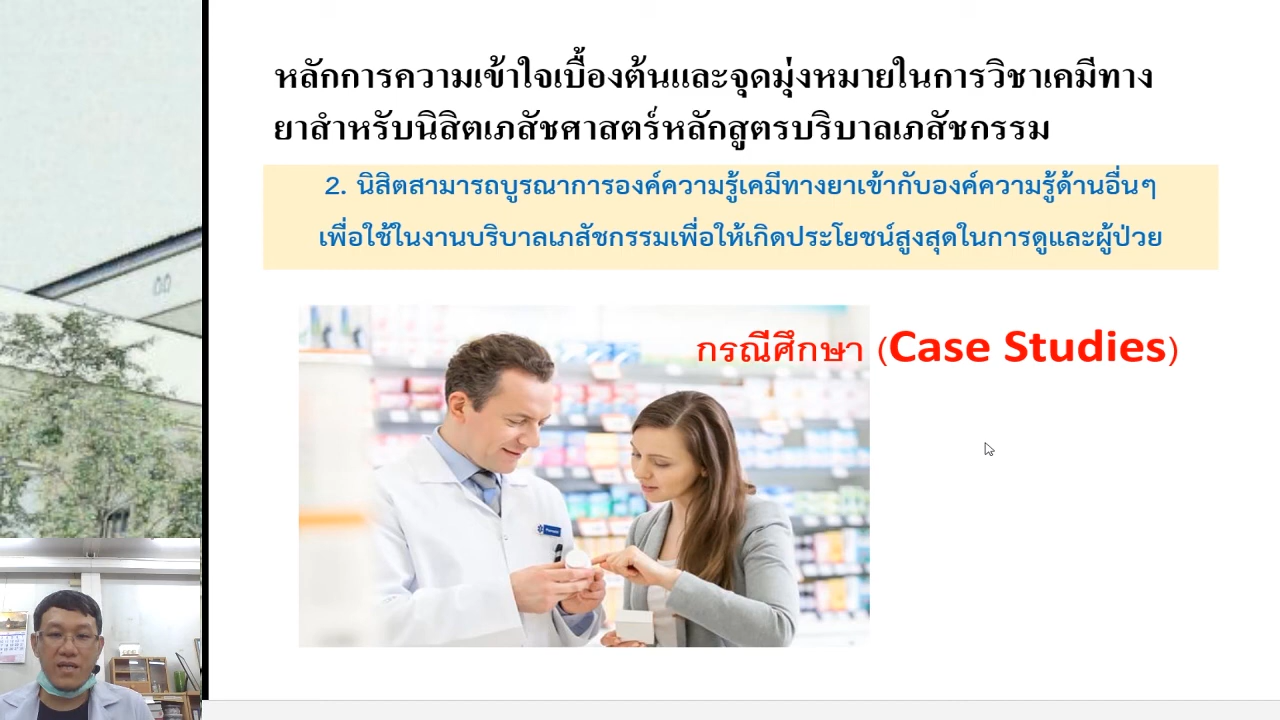 หลักการความเข้าใจเบื้องต้นและจุดมุ่งหมายในการวิชาเคมีทาง
ยาสำหรับนิสิตเภสัชศาสตร์หลักสูตรบริบาลเภสัชกรรม
2. นิสิตสามารถบูรณาการองค์ความรู้เคมีทางยาเข้ากับองค์ความรู้ด้านอื่นๆ
เพื่อใช้ในงานบริบาลเภสัชกรรมเพื่อให้เกิดประโยชน์สูงสุดในการดูและผู้ป่วย
กรณีศึกษา (Case Studies)